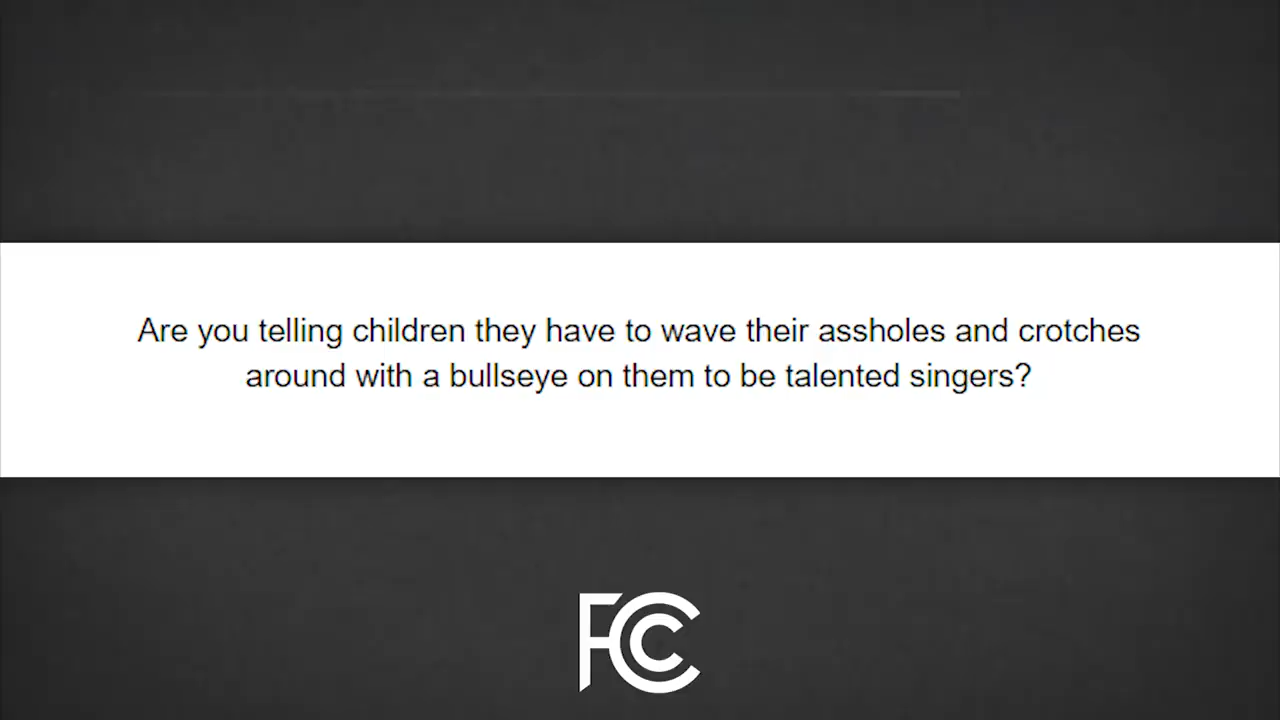 Are you telling children they have to wave their assholes and crotches
around with a bullseye on them to be talented singers?
FCC